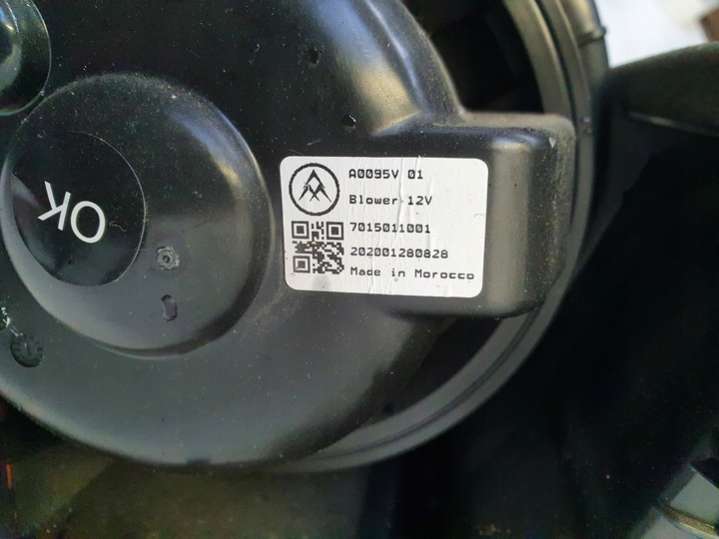 A0095V 01
Blower 12V
7015011001
202001280828
Made in Morocco
OK